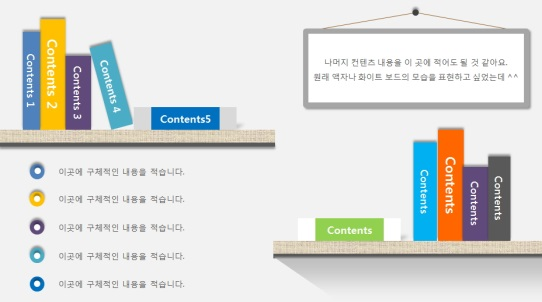 Contents 1
Contents 2
Contents 3
Contents 4
Contents5
이곳에 구체적인 내용을 적습니다.
이곳에 구체적인 내용을 적습니다.
이곳에 구체적인 내용을 적습니다.
이곳에 구체적인 내용을 적습니다.
이곳에 구체적인 내용을 적습니다.
나머지 컨텐츠 내용을 이 곳에 적어도 될 것 같아요.
원래 액자나 화이트 보드의 모습을 표현하고 싶었는데 ^^
Contents
Contents
Contents
Contents
Contents